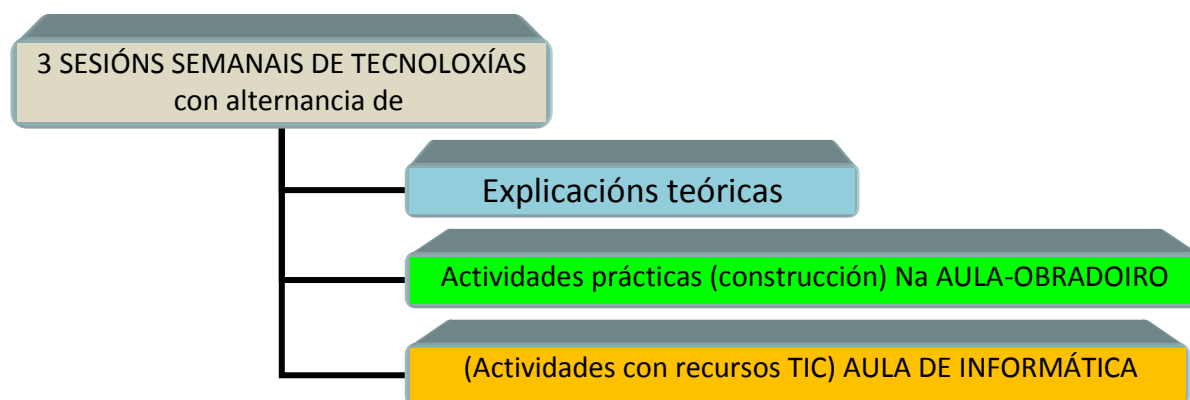 3 SESIÓNS SEMANAIS DE TECNOLOXÍAS
con alternancia de
Explicacións teóricas
Actividades prácticas (construcción) Na AULA-OBRADOIRO
(Actividades con recursos TIC) AULA DE INFORMÁTICA